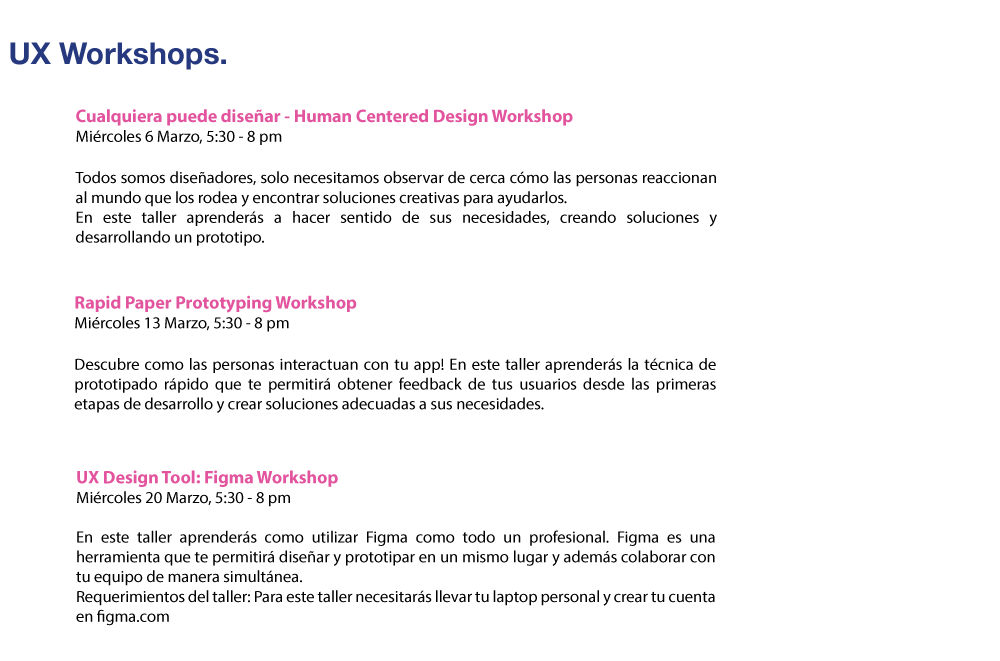 UX Workshops.
Cualquiera puede diseñar - Human Centered Design Workshop
Miércoles 6 Marzo, 5:30 - 8 pm
Todos somos diseñadores, solo necesitamos observar de cerca cómo las personas reaccionan
al mundo que los rodea y encontrar soluciones creativas para ayudarlos.
En este taller aprenderás a hacer sentido de sus necesidades, creando soluciones y
desarrollando un prototipo.
Rapid Paper Prototyping Workshop
Miércoles 13 Marzo, 5:30 - 8 pm
Descubre como las personas interactuan con tu app! En este taller aprenderás la técnica de
prototipado rápido que te permitirá obtener feedback de tus usuarios desde las primeras
etapas de desarrollo y crear soluciones adecuadas a sus necesidades.
UX Design Tool: Figma Workshop
Miércoles 20 Marzo, 5:30 - 8 pm
En este taller aprenderás como utilizar Figma como todo un profesional. Figma es una
herramienta que te permitirá diseñar y prototipar en un mismo lugar y además colaborar con
tu equipo de manera simultánea.
Requerimientos del taller: Para este taller necesitarás llevar tu laptop personal y crear tu cuenta
en figma.com